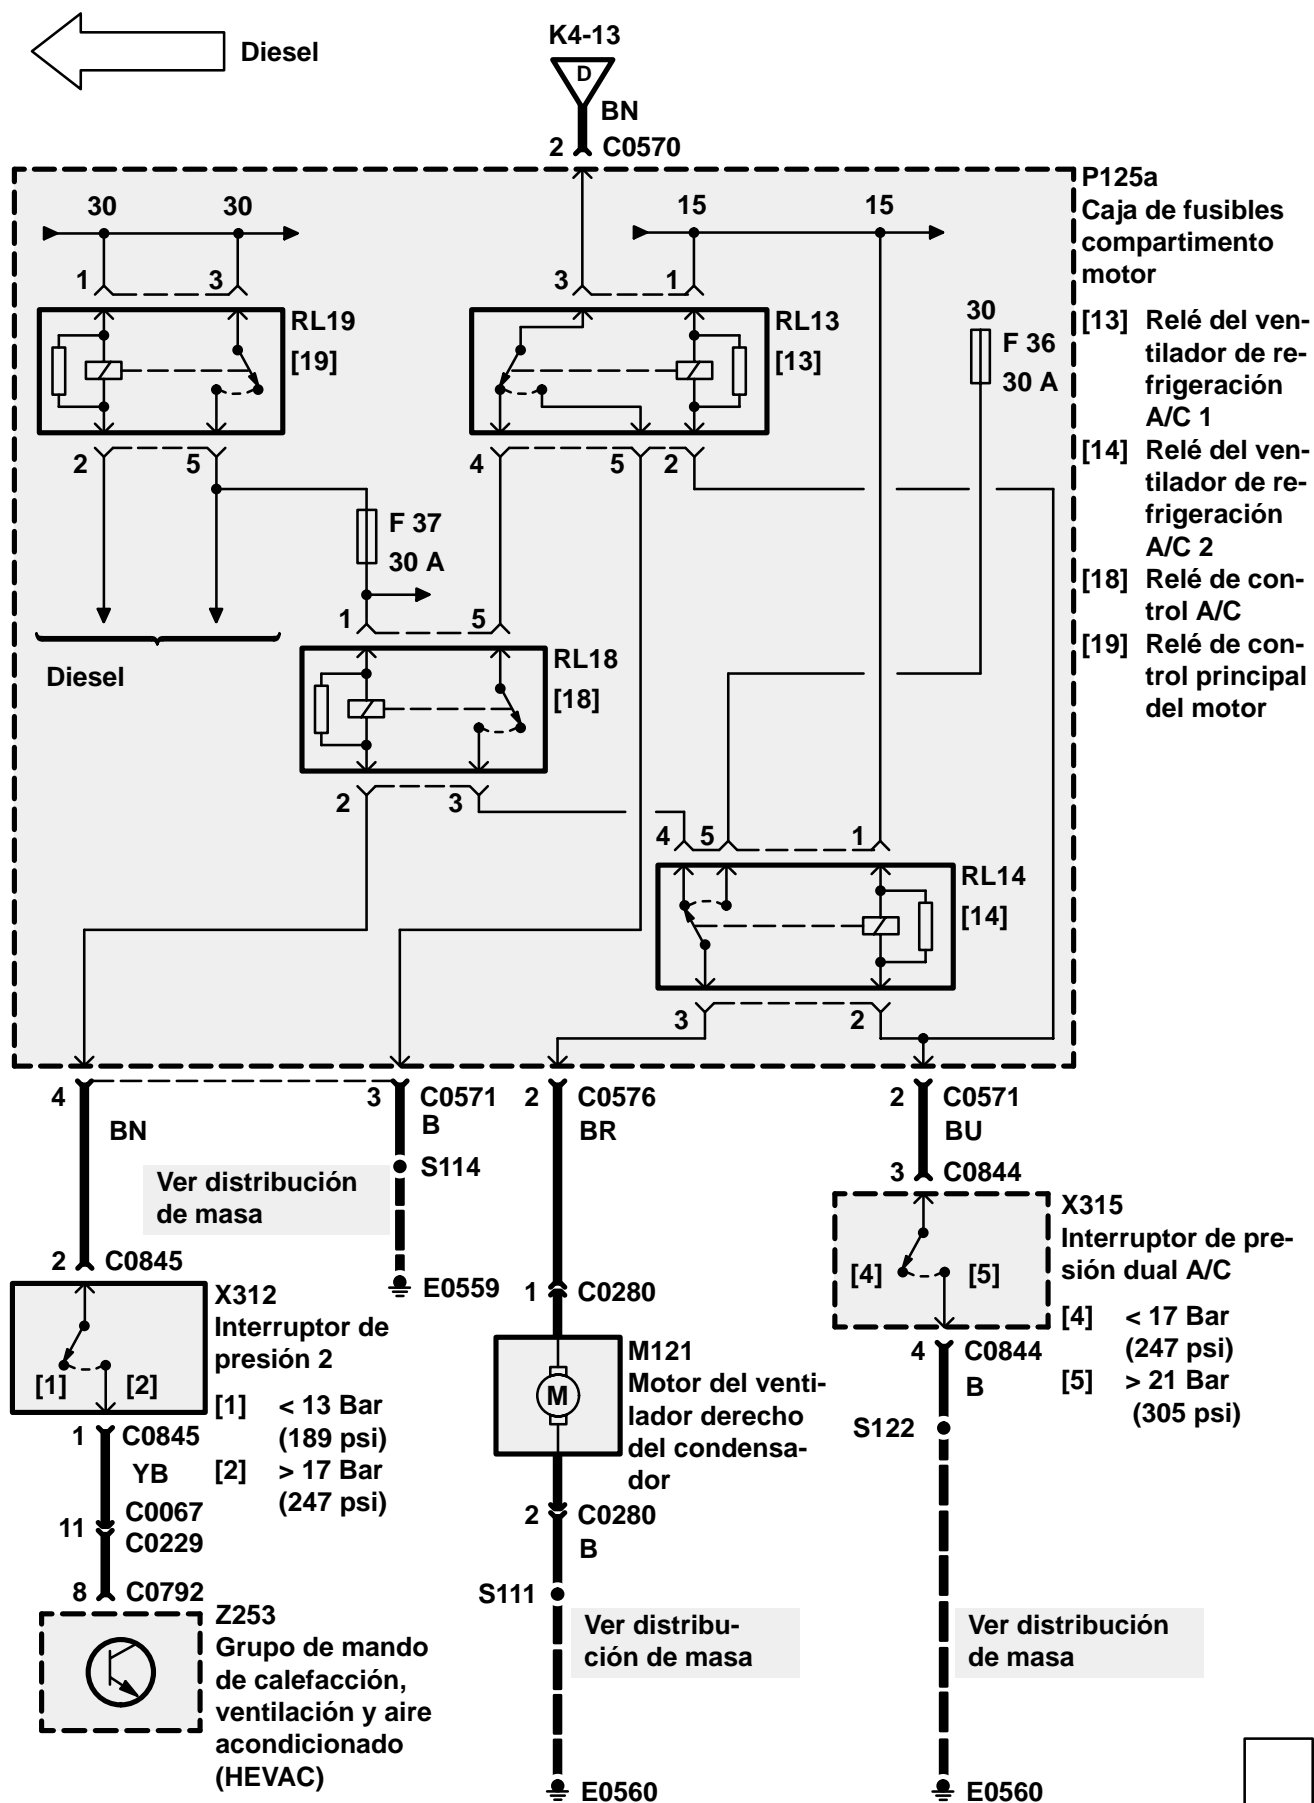 Diesel
K4-13
D
BN
2 C0570
P125a
Caja de fusibles
compartimento
motor
[13] Relé del ven-
tilador de re-
frigeración
A/C 1
[14] Relé del ven-
tilador de re-
frigeración
A/C 2
[18] Relé de con-
trol A/C
[19] Relé de con-
trol principal
del motor
30 30
15 15
1 3
3 1
RL19
[19]
RL13
[13]
30
F 36
30 A
2 5
4 5 2
F 37
30 A
1 5
Diesel
RL18
[18]
2 3
4 5 1
RL14
[14]
3 2
4
3 C0571
2 C0576
2 C0571
BN
B
BR
BU
S114
Ver distribución
de masa
3 C0844
X315
Interruptor de pre-
sión dual A/C
[4] [5]
[4] < 17 Bar
(247 psi)
[5] > 21 Bar
(305 psi)
2 C0845
E0559
1 C0280
X312
Interruptor de
presión 2
[1] [2]
[1] < 13 Bar
(189 psi)
[2] > 17 Bar
(247 psi)
M
M121
Motor del venti-
lador derecho
del condensa-
dor
4 C0844
B
S122
1 C0845
YB
11 C0067
C0229
2 C0280
B
8 C0792
S111
Z253
Grupo de mando
de calefacción,
ventilación y aire
acondicionado
(HEVAC)
Ver distribu-
ción de masa
Ver distribución
de masa
E0560
E0560